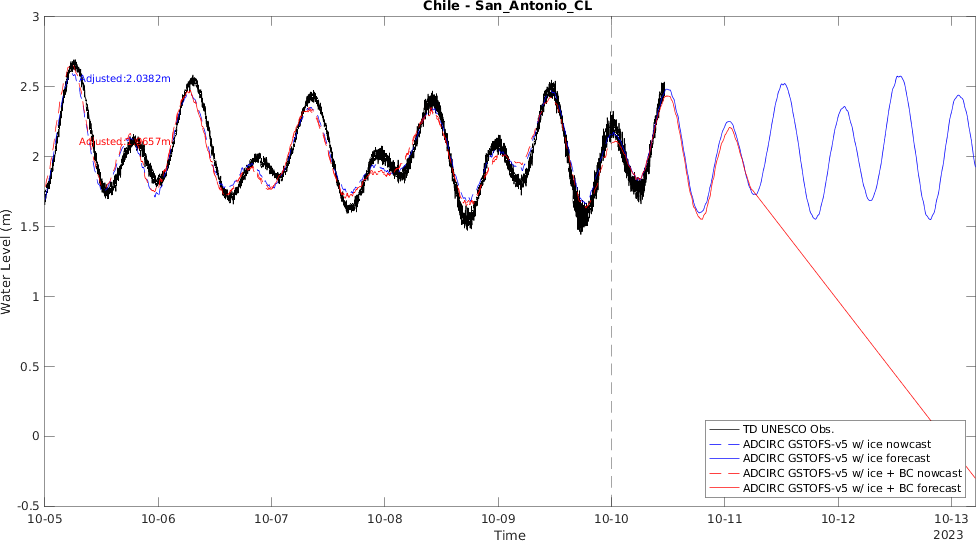 Chile - San_Antonio_CL
3
2.5
2
1.5
1
0.5
0
-0.5
Water Level (m)
Adjusted:2.0382m
Adjusted:
657m
10-05
10-06
10-07
10-08
10-09
10-10
10-11
10-12
10-13
2023
Time
TD UNESCO Obs.
ADCIRC GSTOFS-v5 w/ ice nowcast
ADCIRC GSTOFS-v5 w/ ice forecast
ADCIRC GSTOFS-v5 w/ ice + BC nowcast
ADCIRC GSTOFS-v5 w/ ice + BC forecast